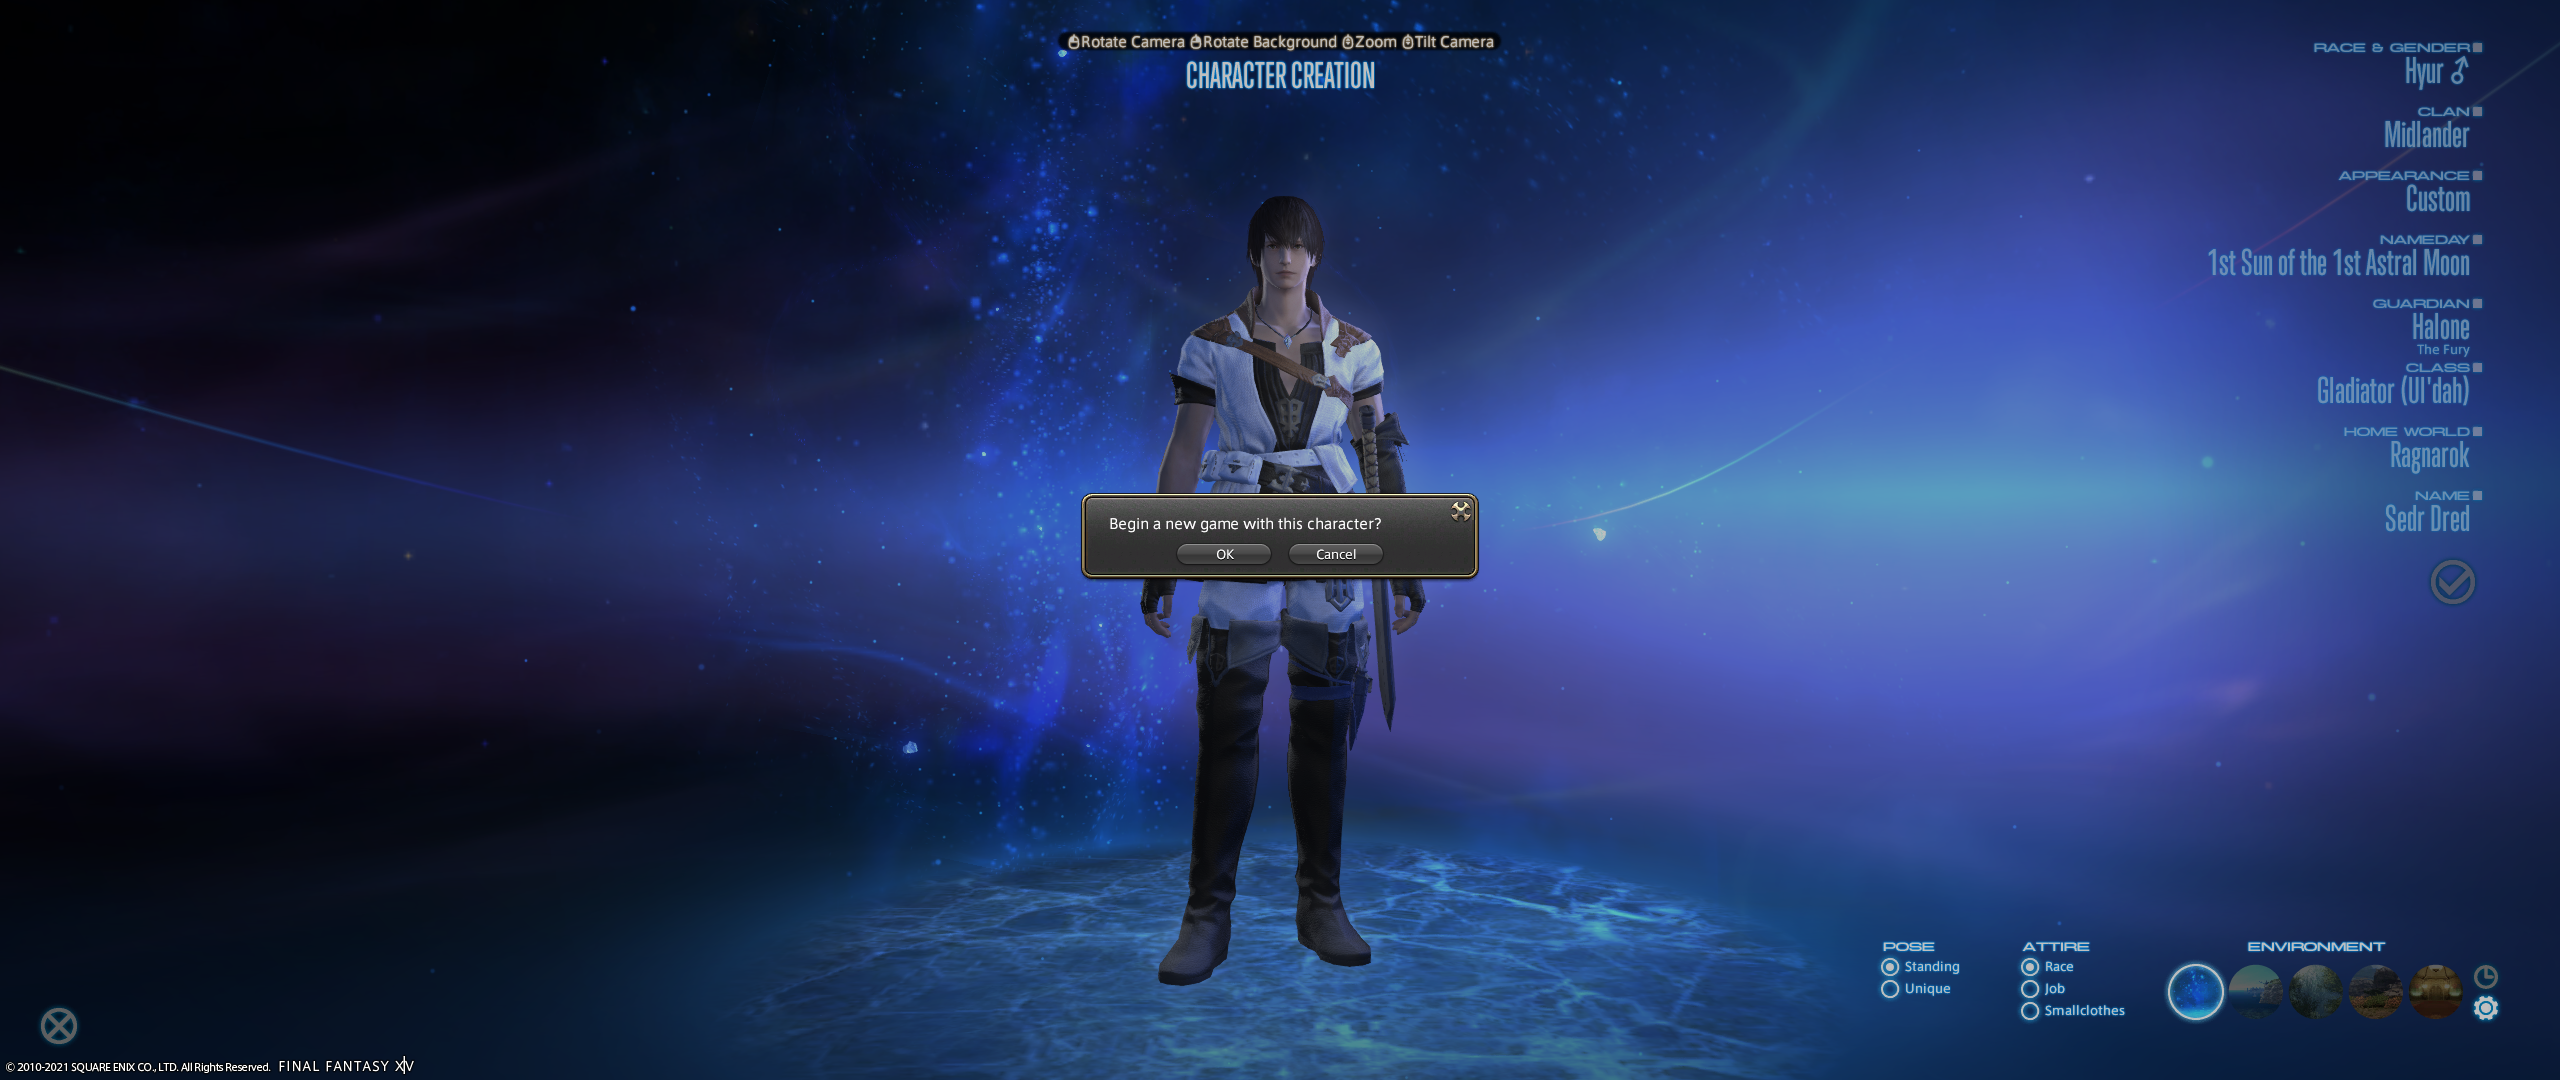 Rotate Camera Rotate Background Zoom Tilt Camera
CHARACTER CREATION
RACE & GENDER
Hyur ♂
CLAN
Midlander
APPEARANCE
Custom
NAMEDAY
1st Sun of the 1st Astral Moon
GUARDIAN
Halone
The Fury
CLASS
Gladiator (Ul'dah)
HOME WORLD
Ragnarok
NAME
Sedr Dred
Begin a new game with this character?
OK Cancel
POSE
Standing
Unique
ATTIRE
Race
Job
Smallclothes
ENVIRONMENT
© 2010-2021 SQUARE ENIX CO., LTD. All Rights Reserved. FINAL FANTASY XIV